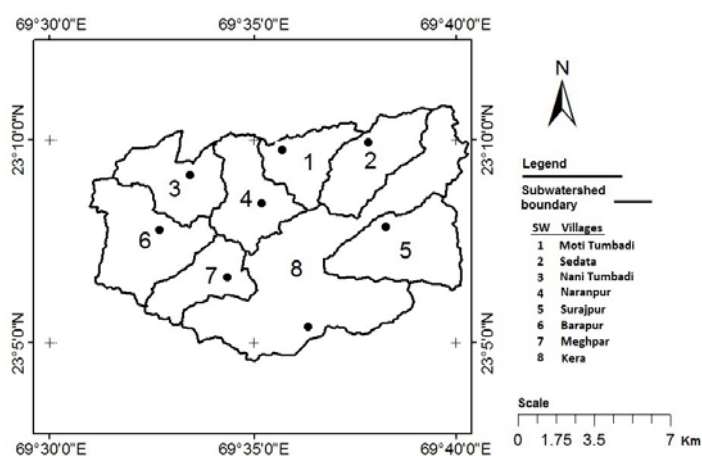 69°30'0"E 69°35'0"E 69°40'0"E
23°10'0"N 23°10'0"N
23°5'0"N 23°5'0"N
1
2
3
4
5
6
7
8
69°30'0"E 69°35'0"E 69°40'0"E
N
Legend
Subwatershed
boundary
SW Villages
1 Moti Tumbadi
2 Sedata
3 Nani Tumbadi
4 Naranpur
5 Surajpur
6 Barapur
7 Meghpar
8 Kera
Scale
0 1.75 3.5 7 Km